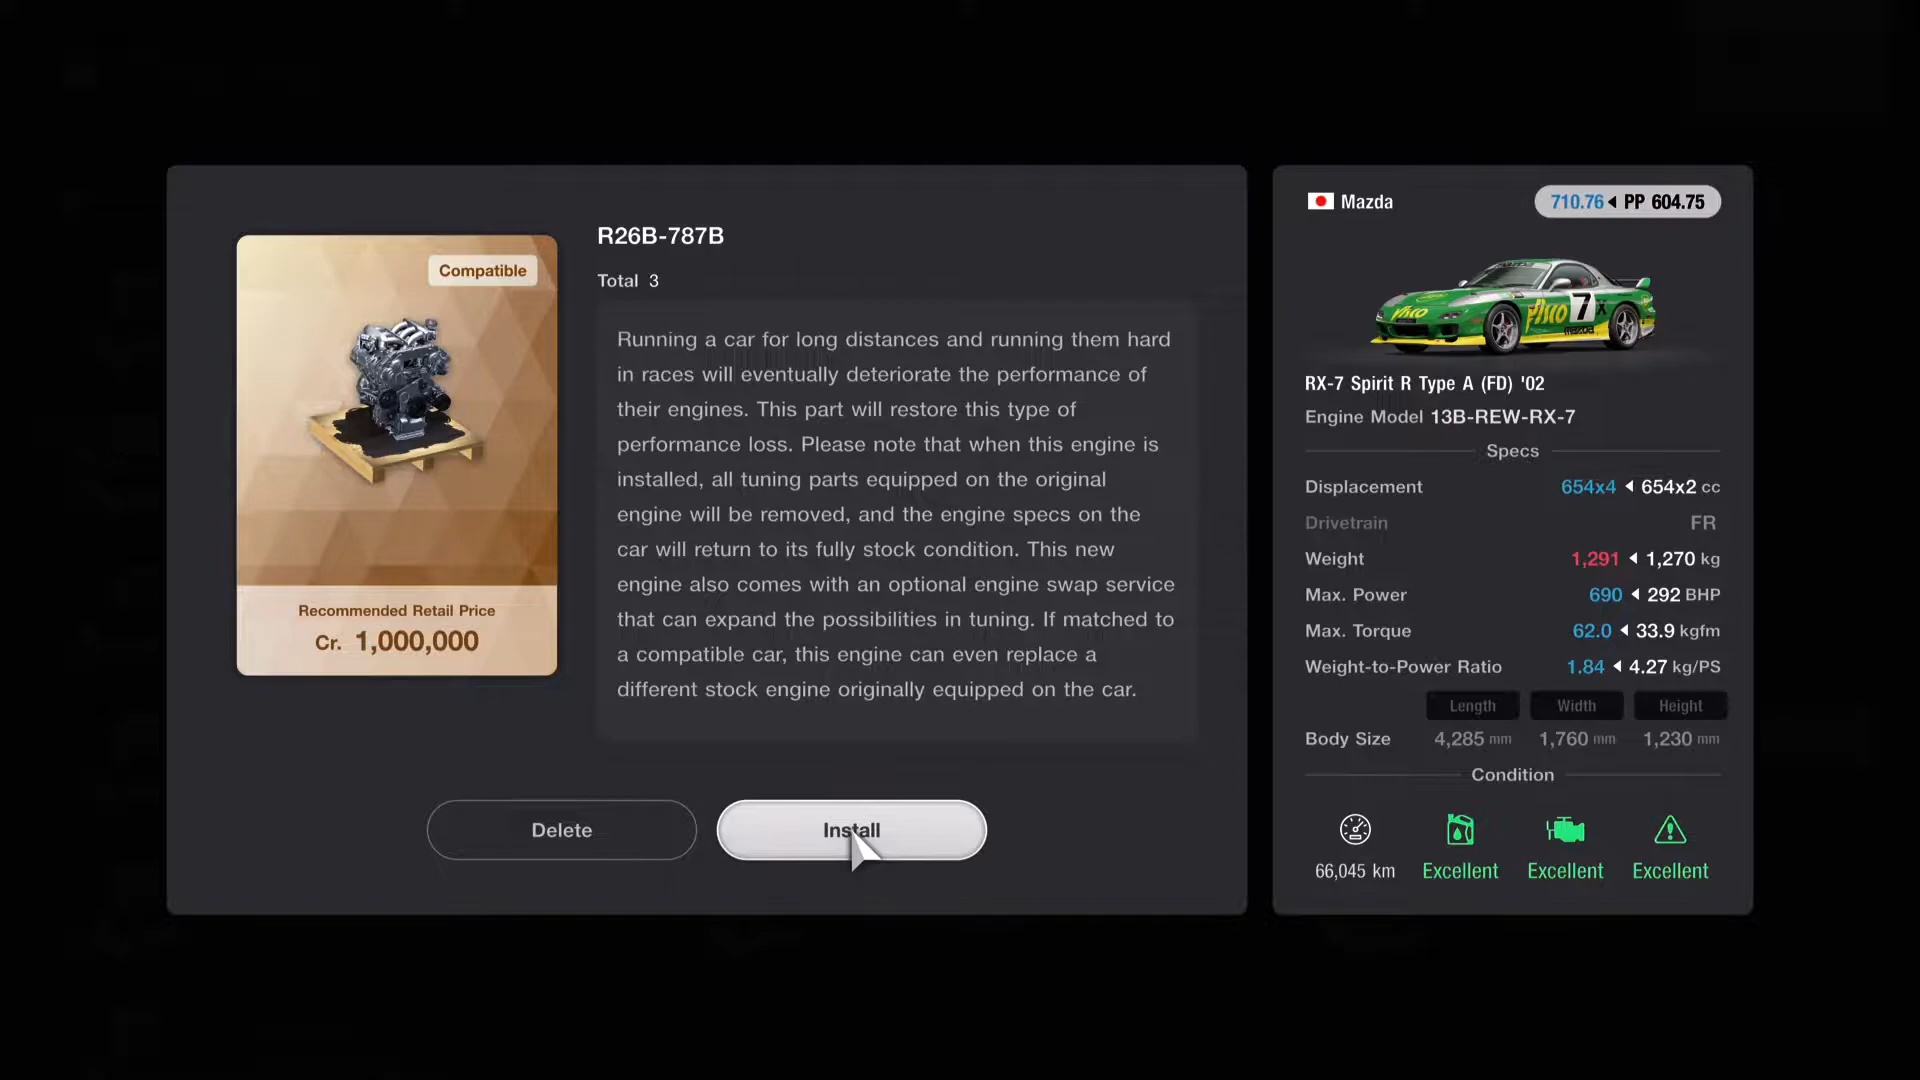 R26B-787B
Total 3
Compatible
Recommended Retail Price
Cr. 1,000,000
Running a car for long distances and running them hard
in races will eventually deteriorate the performance of
their engines. This part will restore this type of
performance loss. Please note that when this engine is
installed, all tuning parts equipped on the original
engine will be removed, and the engine specs on the
car will return to its fully stock condition. This new
engine also comes with an optional engine swap service
that can expand the possibilities in tuning. If matched to
a compatible car, this engine can even replace a
different stock engine originally equipped on the car.
Delete
Install
Mazda
710.76 ◀ PP 604.75
Visco
Visco
7
X
mazda
RX-7 Spirit R Type A (FD) '02
Engine Model 13B-REW-RX-7
Specs
Displacement 654x4 ◀ 654x2 cc
Drivetrain FR
Weight 1,291 ◀ 1,270 kg
Max. Power 690 ◀ 292 BHP
Max. Torque 62.0 ◀ 33.9 kgfm
Weight-to-Power Ratio 1.84 ◀ 4.27 kg/PS
Length Width Height
Body Size 4,285 mm 1,760 mm 1,230 mm
Condition
66,045 km Excellent Excellent Excellent